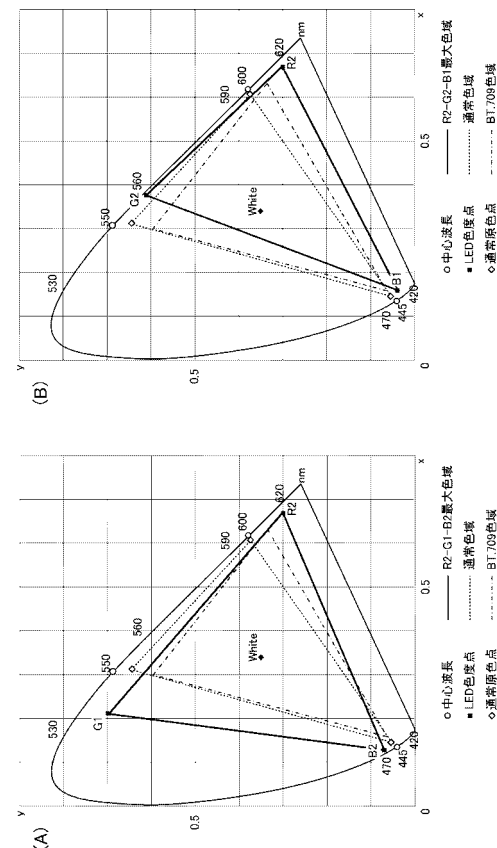 (A)
y
530
G1
550
560
590
600
620
R2
nm
White
0.5
B2
470
445
420
0
0.5
x
○中心波長
■LED色度点
◇通常原色点
R2-G1-B2最大色域
通常色域
BT.709色域
(B)
y
530
550
G2
560
590
600
620
R2
nm
White
0.5
B1
470
445
420
0
0.5
x
○中心波長
■LED色度点
◇通常原色点
R2-G2-B1最大色域
通常色域
BT.709色域